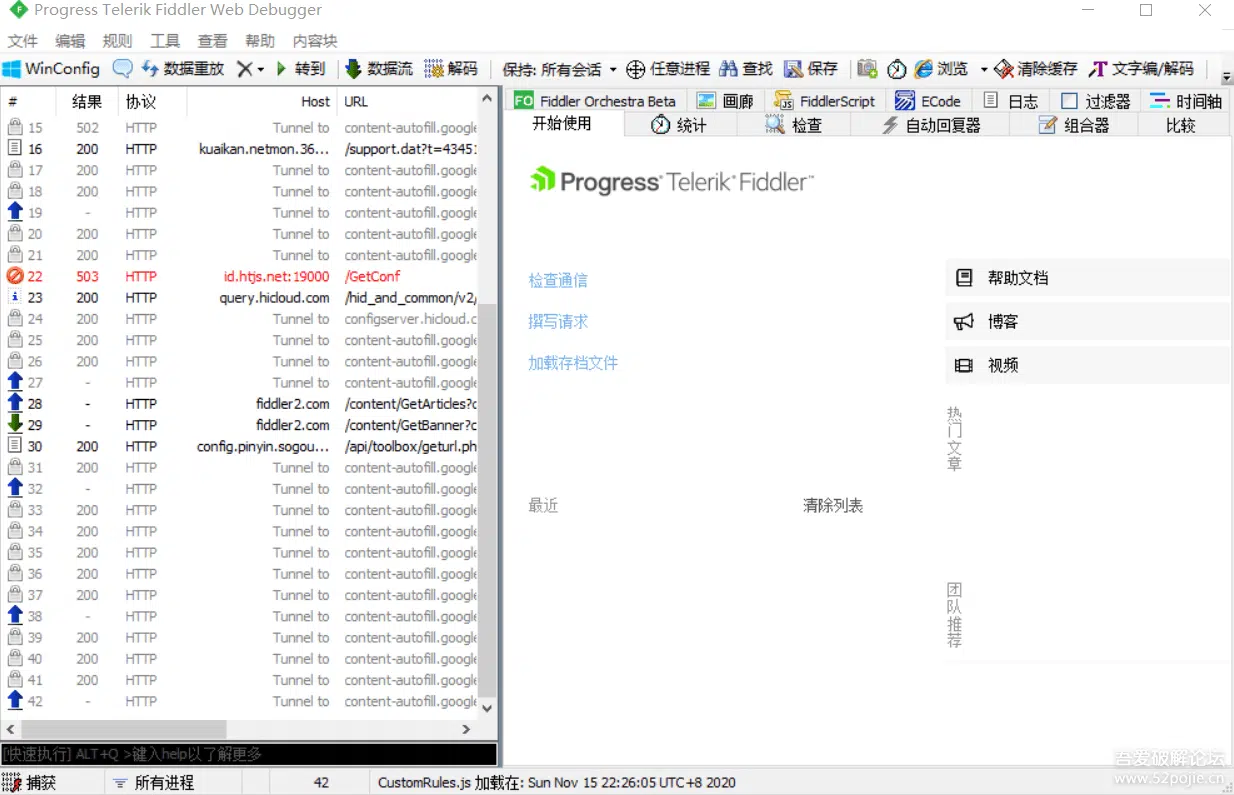 Progress Telerik Fiddler Web Debugger
文件 编辑 规则 工具 查看 帮助 内容块
WinConfig 数据重放 转到 数据流 解码 保持: 所有会话 任意进程 查找 保存 浏览 清除缓存 文字编/解码
# 结果 协议 Host URL
15 502 HTTP Tunnel to content-autofill.google
16 200 HTTP kuaikan.netmon.36... /support.dat?t=43451
17 200 HTTP Tunnel to content-autofill.google
18 200 HTTP Tunnel to content-autofill.google
19 - HTTP Tunnel to content-autofill.google
20 200 HTTP Tunnel to content-autofill.google
21 200 HTTP Tunnel to content-autofill.google
22 503 HTTP id.htjs.net:19000 /GetConf
23 200 HTTP query.hicloud.com /hid_and_common/v2/
24 200 HTTP Tunnel to configserver.hicloud.c
25 200 HTTP Tunnel to content-autofill.google
26 200 HTTP Tunnel to content-autofill.google
27 - HTTP Tunnel to content-autofill.google
28 - HTTP fiddler2.com /content/GetArticles?c
29 - HTTP fiddler2.com /content/GetBanner?c
30 200 HTTP config.pinyin.sogou... /api/toolbox/geturl.ph
31 200 HTTP Tunnel to content-autofill.google
32 - HTTP Tunnel to content-autofill.google
33 200 HTTP Tunnel to content-autofill.google
34 200 HTTP Tunnel to content-autofill.google
35 200 HTTP Tunnel to content-autofill.google
36 200 HTTP Tunnel to content-autofill.google
37 200 HTTP Tunnel to content-autofill.google
38 - HTTP Tunnel to content-autofill.google
39 200 HTTP Tunnel to content-autofill.google
40 200 HTTP Tunnel to content-autofill.google
41 200 HTTP Tunnel to content-autofill.google
42 - HTTP Tunnel to content-autofill.google
[快速执行] ALT+Q >键入help以了解更多
FO Fiddler Orchestra Beta 画廊 FiddlerScript ECode 日志 过滤器 时间轴
开始使用 统计 检查 自动回复器 组合器 比较
Progress Telerik Fiddler™
检查通信
撰写请求
加载存档文件
帮助文档
博客
视频
热门文章
最近 清除列表
团队推荐
捕获 所有进程 42 CustomRules.js 加载在: Sun Nov 15 22:26:05 UTC+8 2020
吾爱破解论坛
www.52pojie.cn